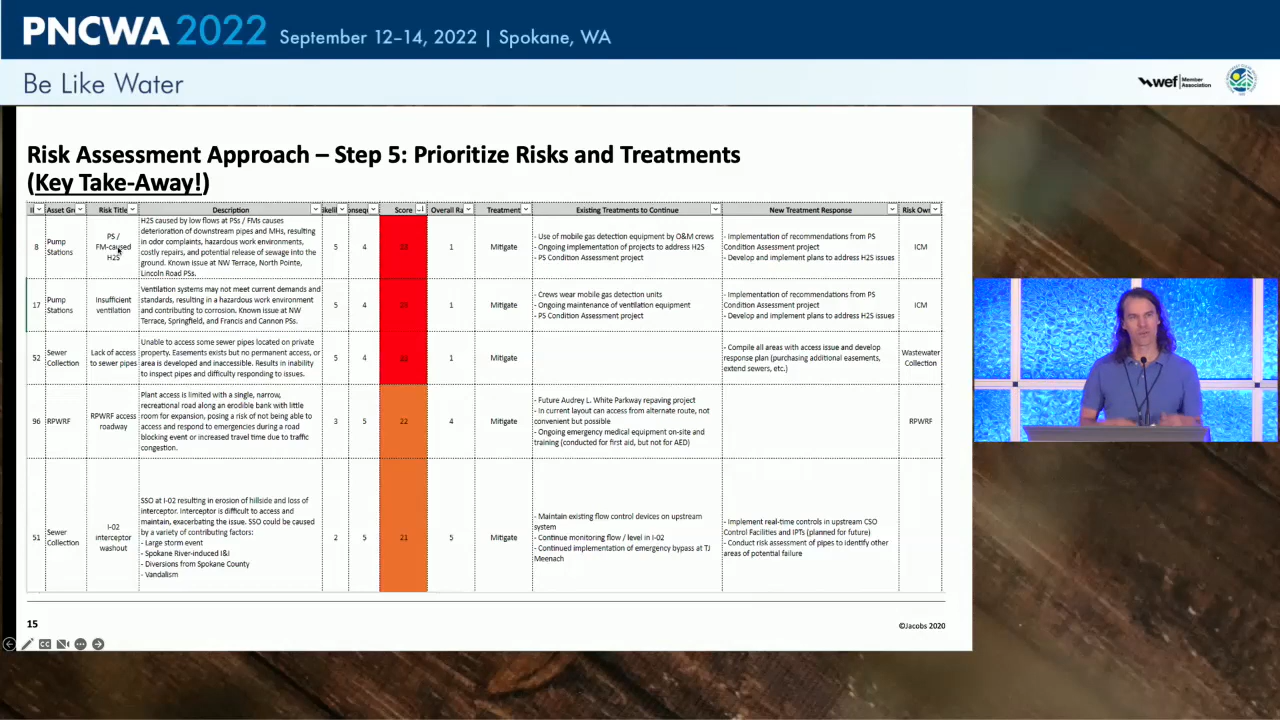 PNCWA 2022 September 12–14, 2022 | Spokane, WA
Be Like Water
wef Member
Association
Risk Assessment Approach – Step 5: Prioritize Risks and Treatments
(Key Take-Away!)
Asset Gr Risk Title Description Score Overall Ra Treatment Existing Treatments to Continue New Treatment Response Risk Own
8
Pump
Stations
PS /
FM-caused
H2S
H2S caused by low flows at PSs / FMs causes
deterioration of downstream pipes and MHs, resulting
in odor complaints, hazardous work environments,
costly repairs, and potential release of sewage into the
ground. Known issue at NW Terrace, North Pointe,
Lincoln Road PSs.
5
4
23
1
Mitigate
- Use of mobile gas detection equipment by O&M crews
- Ongoing implementation of projects to address H2S
- PS Condition Assessment project
- Implementation of recommendations from PS
Condition Assessment project
- Develop and implement plans to address H2S issues
ICM
17
Pump
Stations
Insufficient
ventilation
Ventilation systems may not meet current demands and
standards, resulting in a hazardous work environment
and contributing to corrosion. Known issue at NW
Terrace, Springfield, and Francis and Cannon PSs.
5
4
23
1
Mitigate
- Crews wear mobile gas detection units
- Ongoing maintenance of ventilation equipment
- PS Condition Assessment project
- Implementation of recommendations from PS
Condition Assessment project
- Develop and implement plans to address H2S issues
ICM
52
Sewer
Collection
Lack of access
to sewer pipes
Unable to access some sewer pipes located on private
property. Easements exists but no permanent access, or
area is developed and inaccessible. Results in inability
to inspect pipes and difficulty responding to issues.
5
4
23
1
Mitigate
- Compile all areas with access issue and develop
response plan (purchasing additional easements,
extend sewers, etc.)
Wastewater
Collection
96
RPWRF
RPWRF access
roadway
Plant access is limited with a single, narrow,
recreational road along an erodible bank with little
room for expansion, posing a risk of not being able to
access and respond to emergencies during a road
blocking event or increased travel time due to traffic
congestion.
3
5
22
4
Mitigate
- Future Audrey L. White Parkway repaving project
- In current layout can access from alternate route, not
convenient but possible
- Ongoing emergency medical equipment on-site and
training (conducted for first aid, but not for AED)
RPWRF
51
Sewer
Collection
I-02
interceptor
washout
SSO at I-02 resulting in erosion of hillside and loss of
interceptor. Interceptor is difficult to access and
maintain, exacerbating the issue. SSO could be caused
by a variety of contributing factors:
- Large storm event
- Spokane River-induced I&I
- Diversions from Spokane County
- Vandalism
2
5
21
5
Mitigate
- Maintain existing flow control devices on upstream
system
- Continue monitoring flow / level in I-02
- Continued implementation of emergency bypass at TJ
Meenach
- Implement real-time controls in upstream CSO
Control Facilities and IPTs (planned for future)
- Conduct risk assessment of pipes to identify other
areas of potential failure
15
©Jacobs 2020
CC